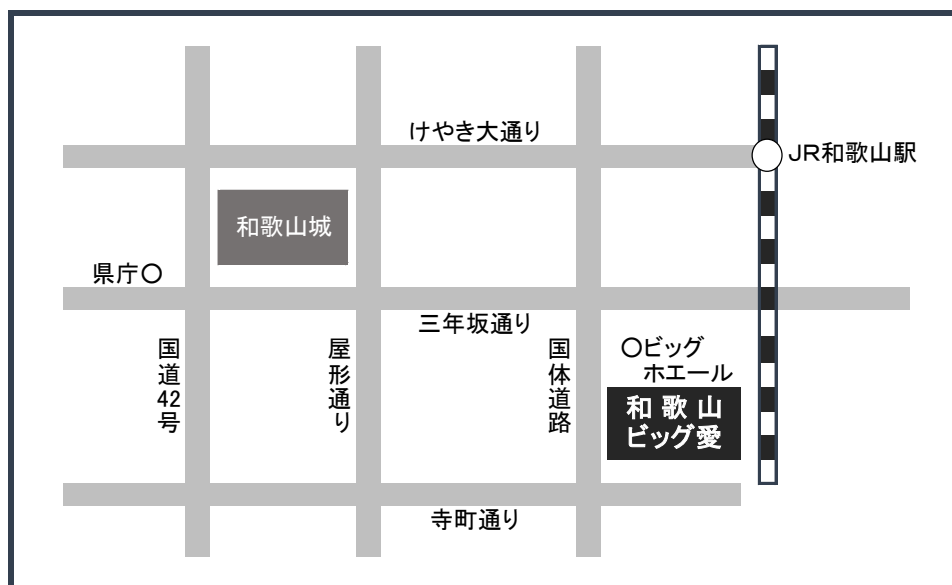 けやき大通り
JR和歌山駅
和歌山城
県庁○
三年坂通り
国道42号
屋形通り
国体道路
○ビッグ
ホエール
和歌山
ビッグ愛
寺町通り